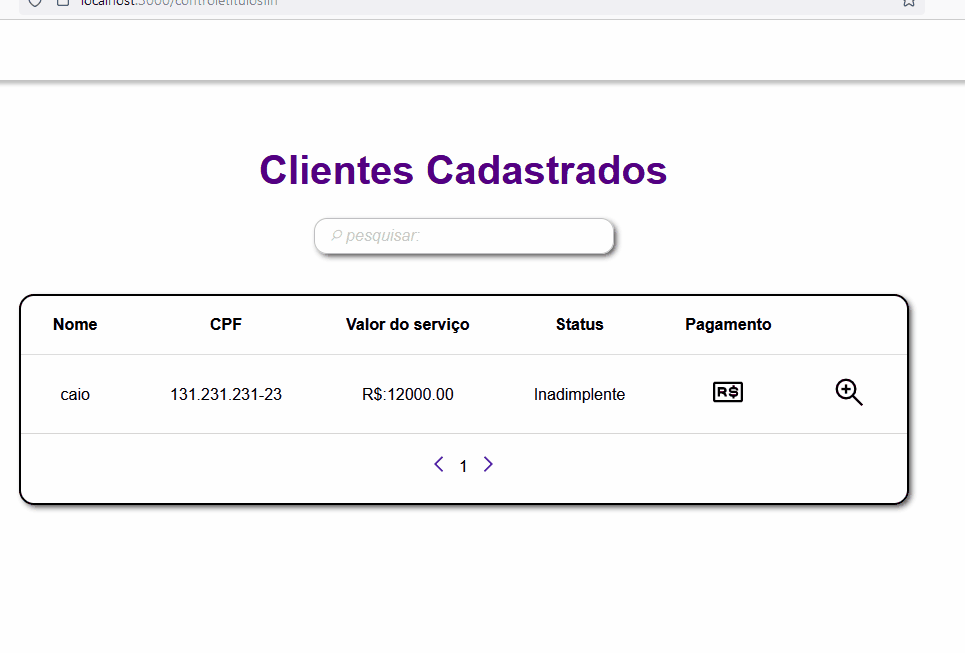 localhost:3000/controletitulosfin
Clientes Cadastrados
pesquisar:
Nome CPF Valor do serviço Status Pagamento
caio 131.231.231-23 R$:12000.00 Inadimplente R$
1